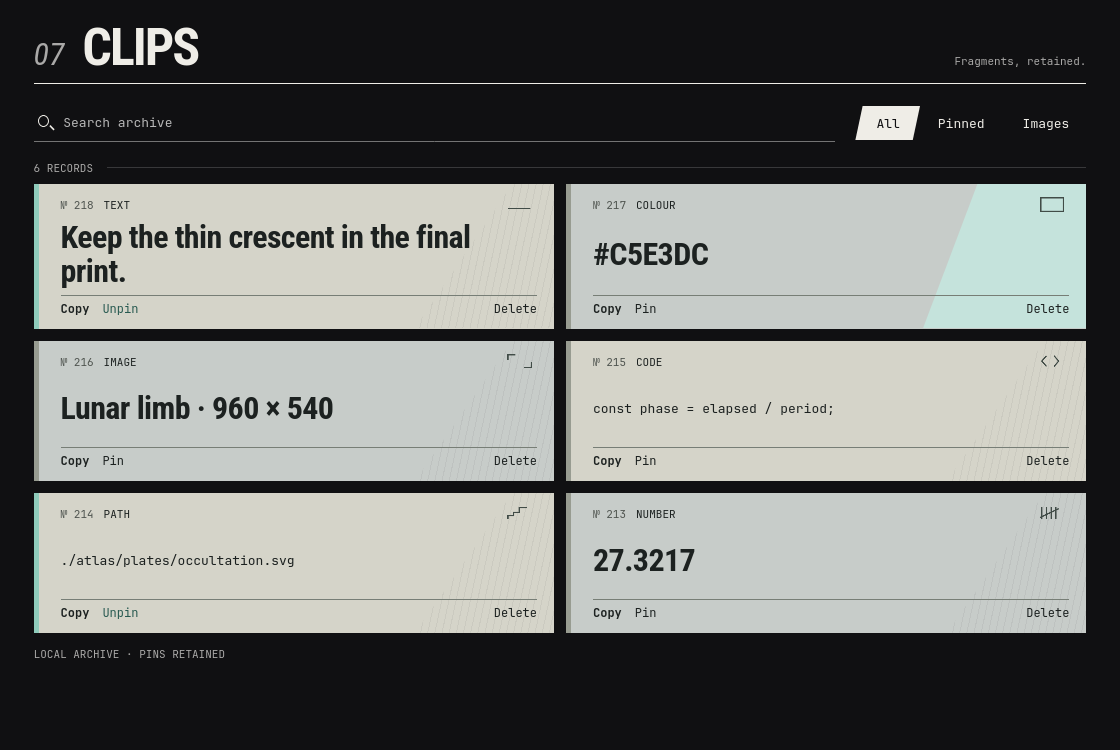 07 CLIPS
Fragments, retained.
Search archive
All Pinned Images
6 RECORDS
№ 218 TEXT
Keep the thin crescent in the final
print.
Copy Unpin Delete
№ 217 COLOUR
#C5E3DC
Copy Pin Delete
№ 216 IMAGE
Lunar limb · 960 × 540
Copy Pin Delete
№ 215 CODE
const phase = elapsed / period;
Copy Pin Delete
№ 214 PATH
./atlas/plates/occultation.svg
Copy Unpin Delete
№ 213 NUMBER
27.3217
Copy Pin Delete
LOCAL ARCHIVE · PINS RETAINED